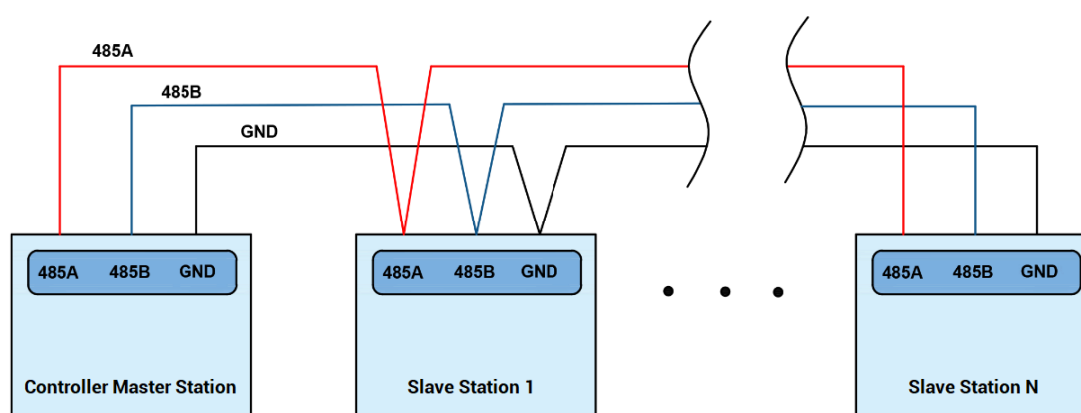 485A
485B
GND
485A 485B GND
485A 485B GND
485A 485B GND
Controller Master Station
Slave Station 1
Slave Station N